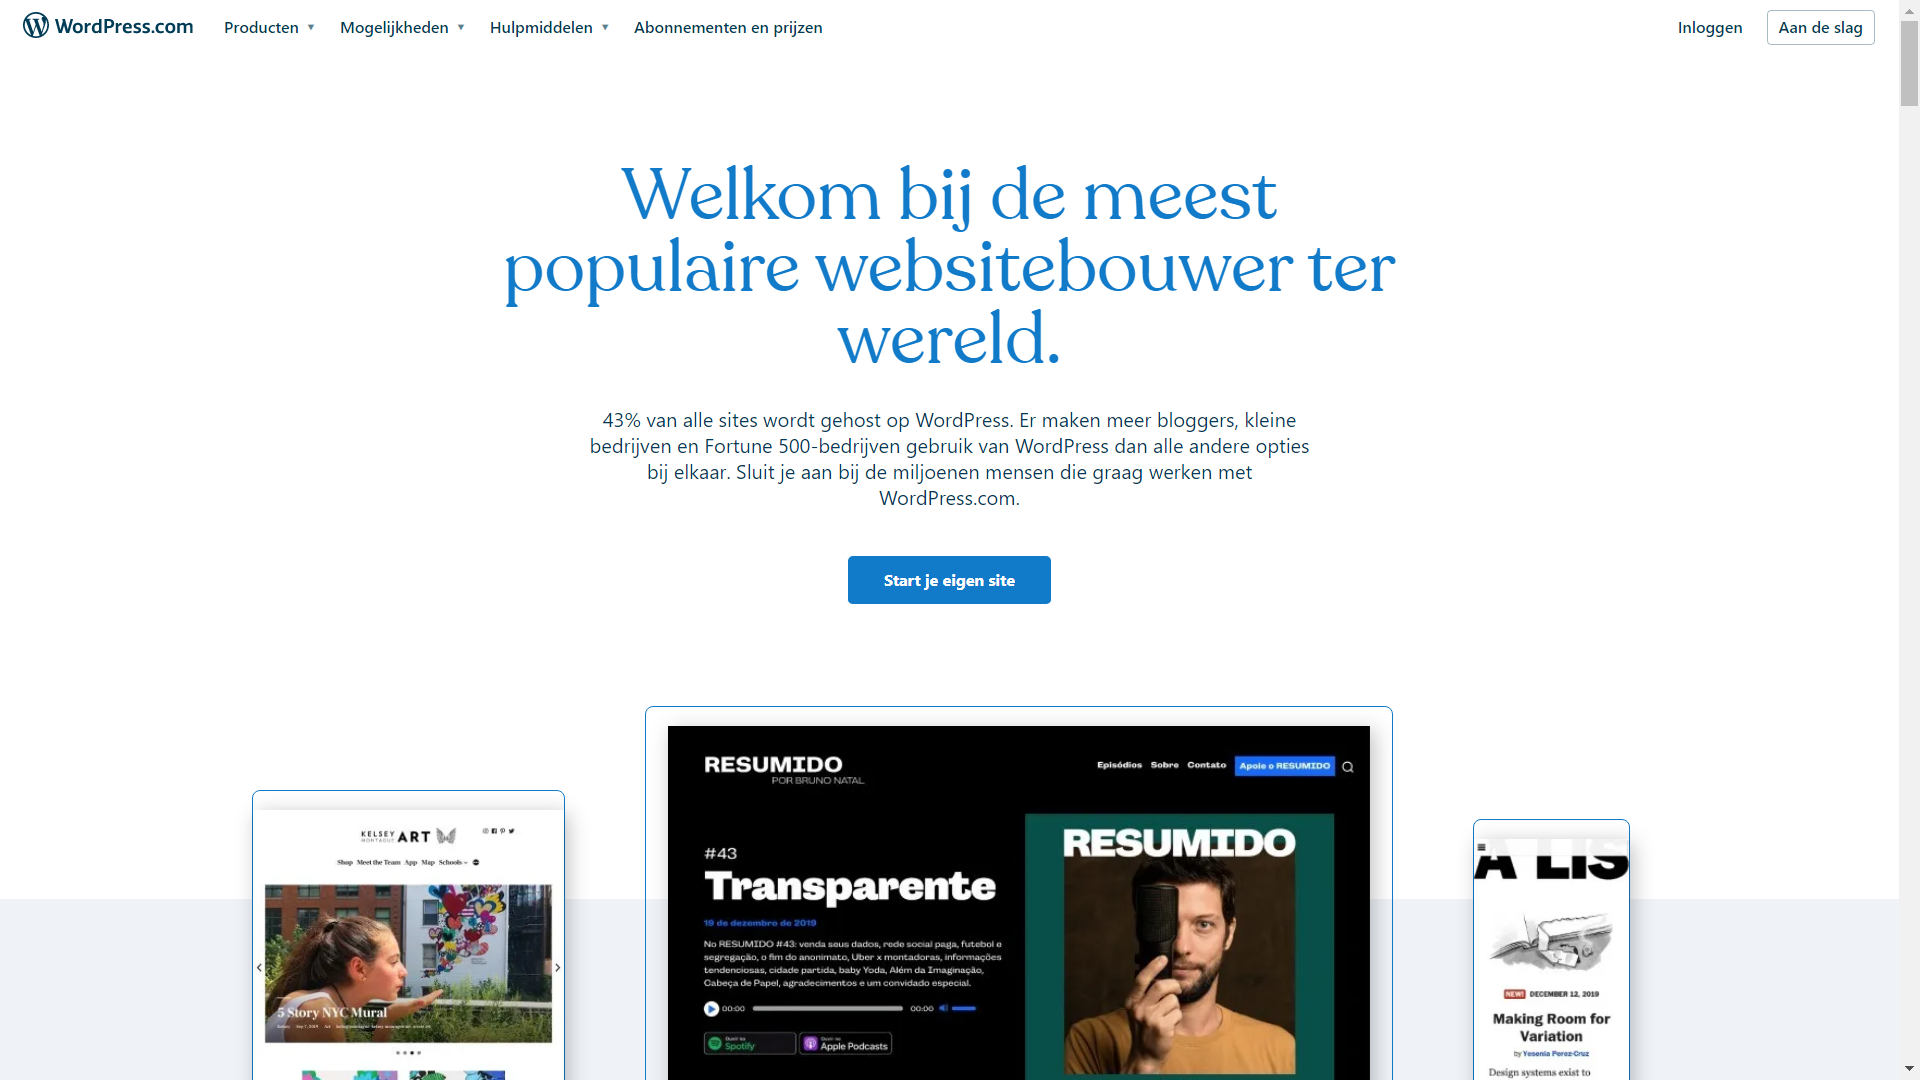 WordPress.com
Producten
Mogelijkheden
Hulpmiddelen
Abonnementen en prijzen
Inloggen
Aan de slag
Welkom bij de meest
populaire websitebouwer ter
wereld.
43% van alle sites wordt gehost op WordPress. Er maken meer bloggers, kleine
bedrijven en Fortune 500-bedrijven gebruik van WordPress dan alle andere opties
bij elkaar. Sluit je aan bij de miljoenen mensen die graag werken met
WordPress.com.
Start je eigen site
KELSEY
MONTAGUE
ART
Shop Meet the Team App Map Schools
5 Story NYC Mural
RESUMIDO
POR BRUNO NATAL
Episódios Sobre Contato Apoie o RESUMIDO
#43
Transparente
19 de dezembro de 2019
No RESUMIDO #43: venda seus dados, rede social paga, futebol e
segregação, o fim do anonimato, Uber x montadoras, informações
tendenciosas, cidade partida, baby Yoda, Além da Imaginação,
Cabeça de Papel, agradecimentos e um convidado especial.
00:00 00:00
Ouvir no
Spotify
Ouvir no
Apple Podcasts
RESUMIDO
A LIS
NEW! DECEMBER 12, 2019
Making Room for
Variation
by Yesenia Perez-Cruz
Design systems exist to